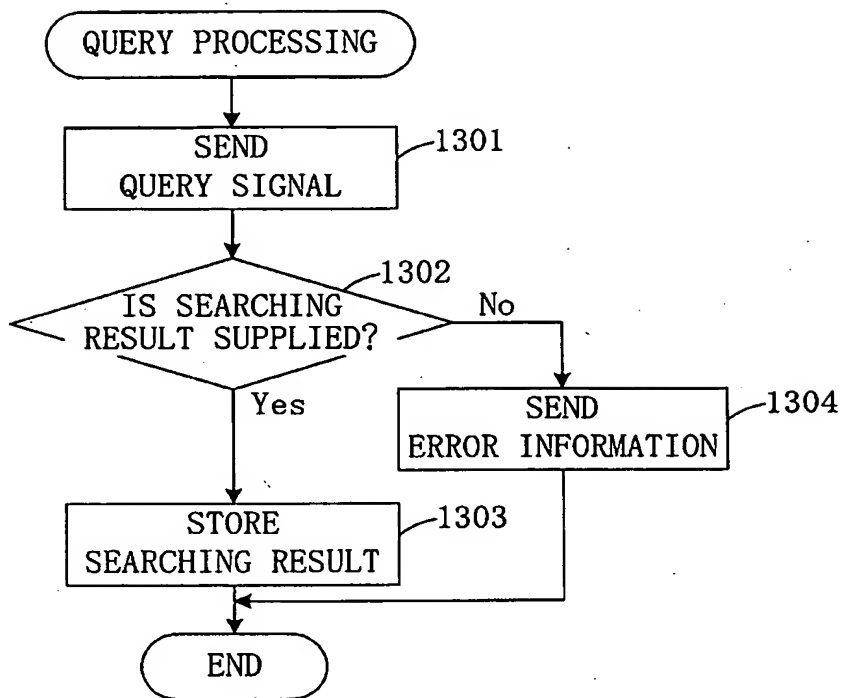 QUERY PROCESSING
SEND
QUERY SIGNAL
1301
IS SEARCHING
RESULT SUPPLIED?
1302
No
Yes
SEND
ERROR INFORMATION
1304
STORE
SEARCHING RESULT
1303
END